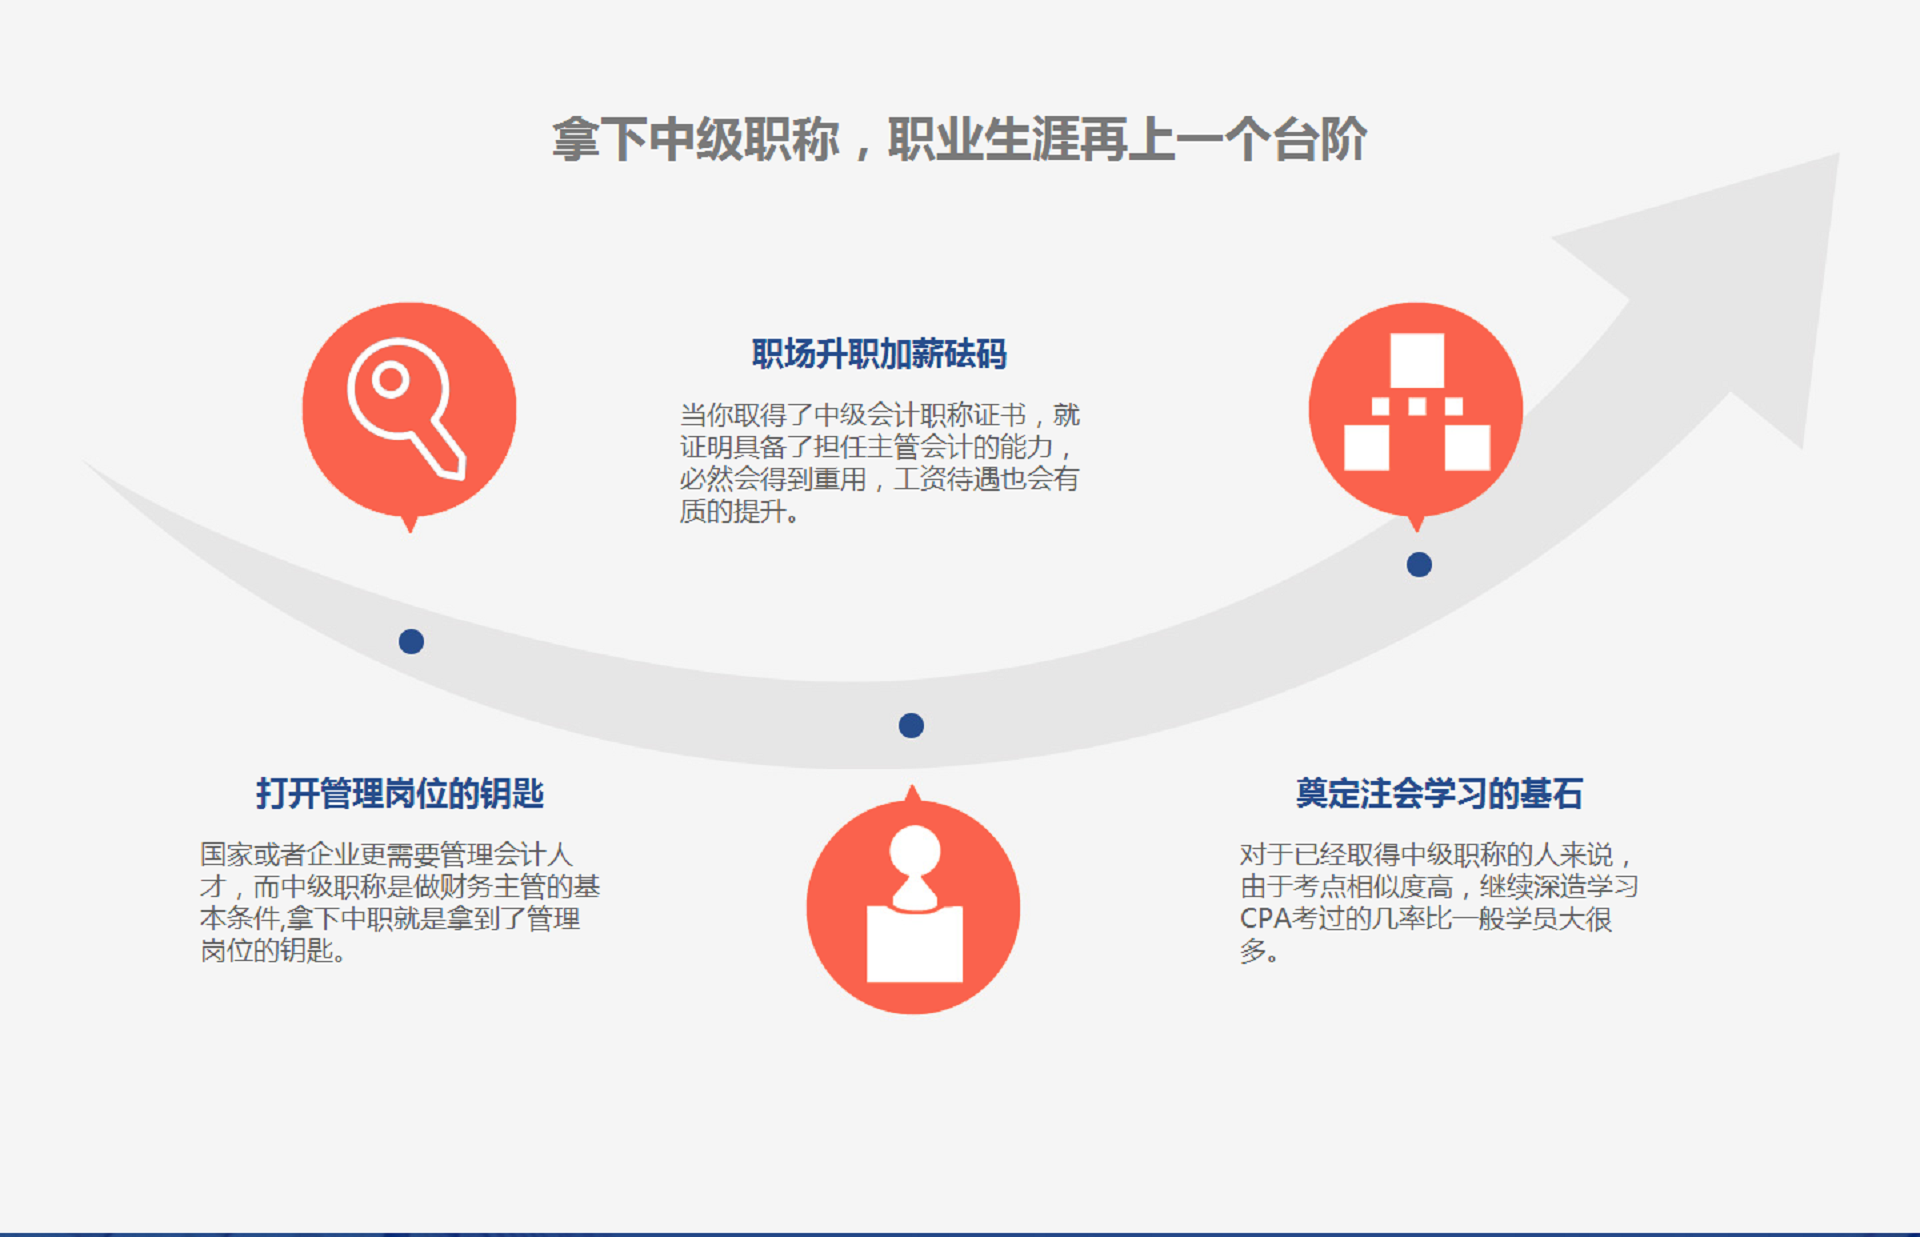 拿下中级职称，职业生涯再上一个台阶
职场升职加薪砝码
当你取得了中级会计职称证书，就
证明具备了担任主管会计的能力，
必然会得到重用，工资待遇也会有
质的提升。
打开管理岗位的钥匙
国家或者企业更需要管理会计人
才，而中级职称是做财务主管的基
本条件,拿下中职就是拿到了管理
岗位的钥匙。
奠定注会学习的基石
对于已经取得中级职称的人来说，
由于考点相似度高，继续深造学习
CPA考过的几率比一般学员大很
多。